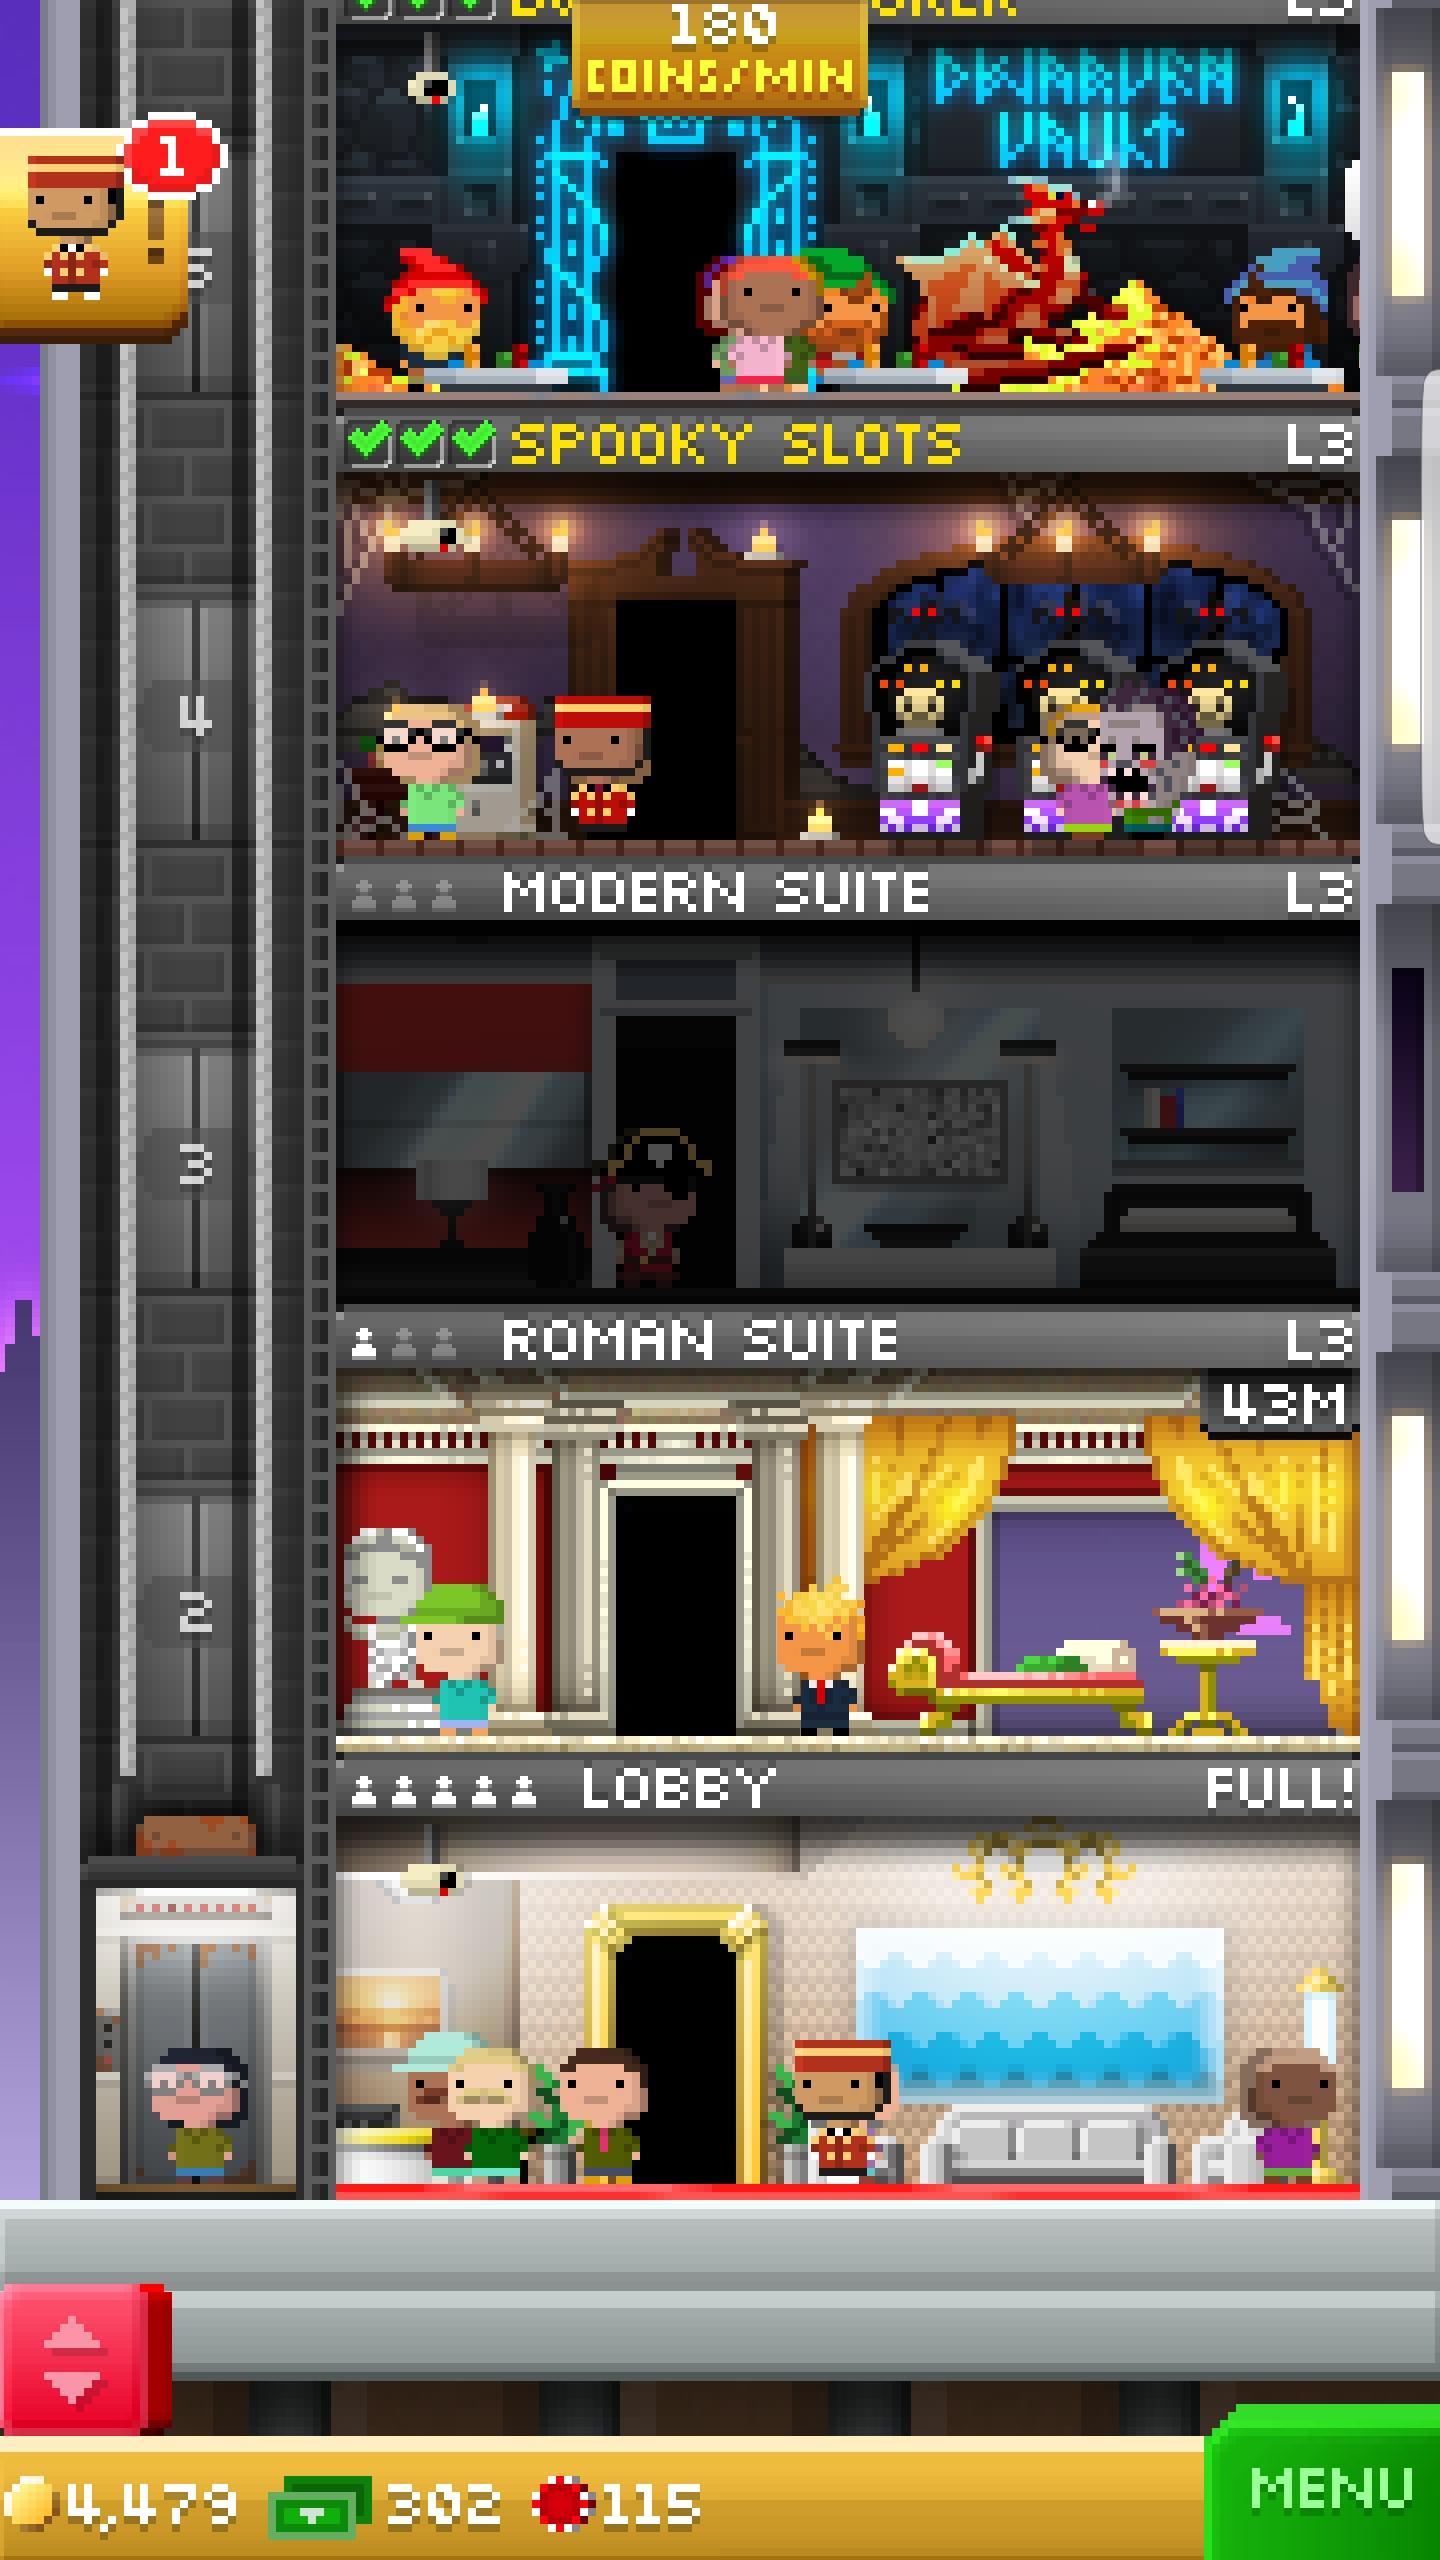 L3
180
COINS/MIN
DWARVEN
VAULT
1
5
SPOOKY SLOTS L3
4
MODERN SUITE L3
3
ROMAN SUITE L3
43M
2
LOBBY FULL!
4,479 302 115
MENU